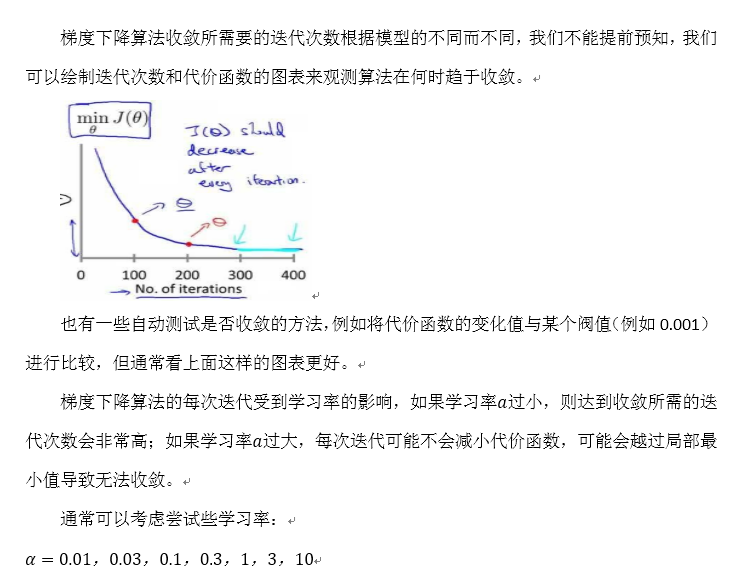 梯度下降算法收敛所需要的迭代次数根据模型的不同而不同，我们不能提前预知，我们
可以绘制迭代次数和代价函数的图表来观测算法在何时趋于收敛。
min J(θ)
θ
J(θ) should
decrease
after
every iteration.
θ
θ
0 100 200 300 400
No. of iterations
也有一些自动测试是否收敛的方法，例如将代价函数的变化值与某个阀值（例如 0.001）
进行比较，但通常看上面这样的图表更好。
梯度下降算法的每次迭代受到学习率的影响，如果学习率𝑎过小，则达到收敛所需的迭
代次数会非常高；如果学习率𝑎过大，每次迭代可能不会减小代价函数，可能会越过局部最
小值导致无法收敛。
通常可以考虑尝试些学习率：
𝛼 = 0.01，0.03，0.1，0.3，1，3，10